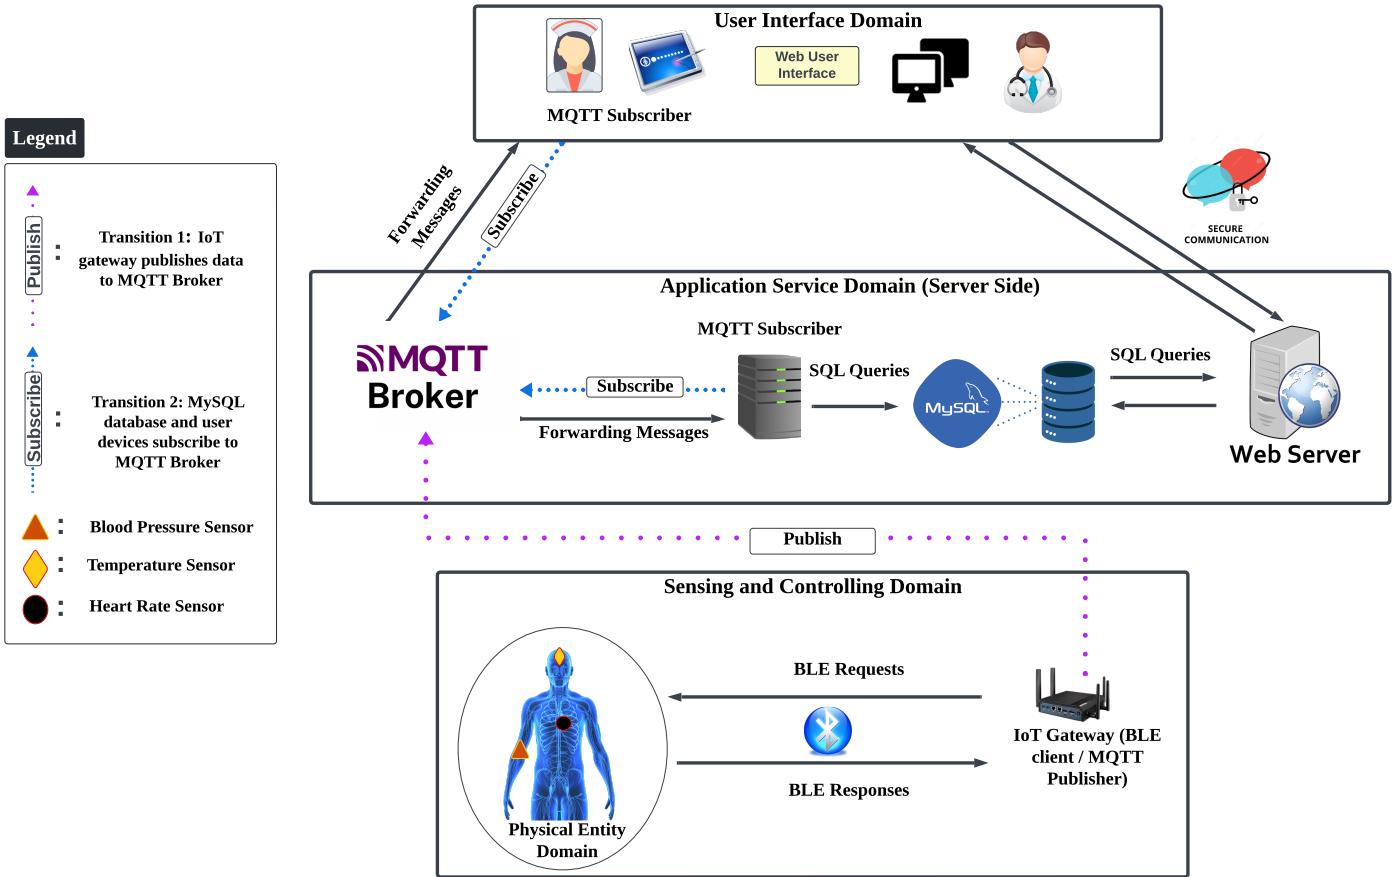 User Interface Domain
Web User
Interface
MQTT Subscriber
Legend
Publish
:
Transition 1: IoT
gateway publishes data
to MQTT Broker
Subscribe
:
Transition 2: MySQL
database and user
devices subscribe to
MQTT Broker
: Blood Pressure Sensor
: Temperature Sensor
: Heart Rate Sensor
Forwarding
Messages
Subscribe
SECURE
COMMUNICATION
Application Service Domain (Server Side)
MQTT
Broker
Subscribe
Forwarding Messages
MQTT Subscriber
SQL Queries
MySQL
SQL Queries
Web Server
Publish
Sensing and Controlling Domain
Physical Entity
Domain
BLE Requests
BLE Responses
IoT Gateway (BLE
client / MQTT
Publisher)